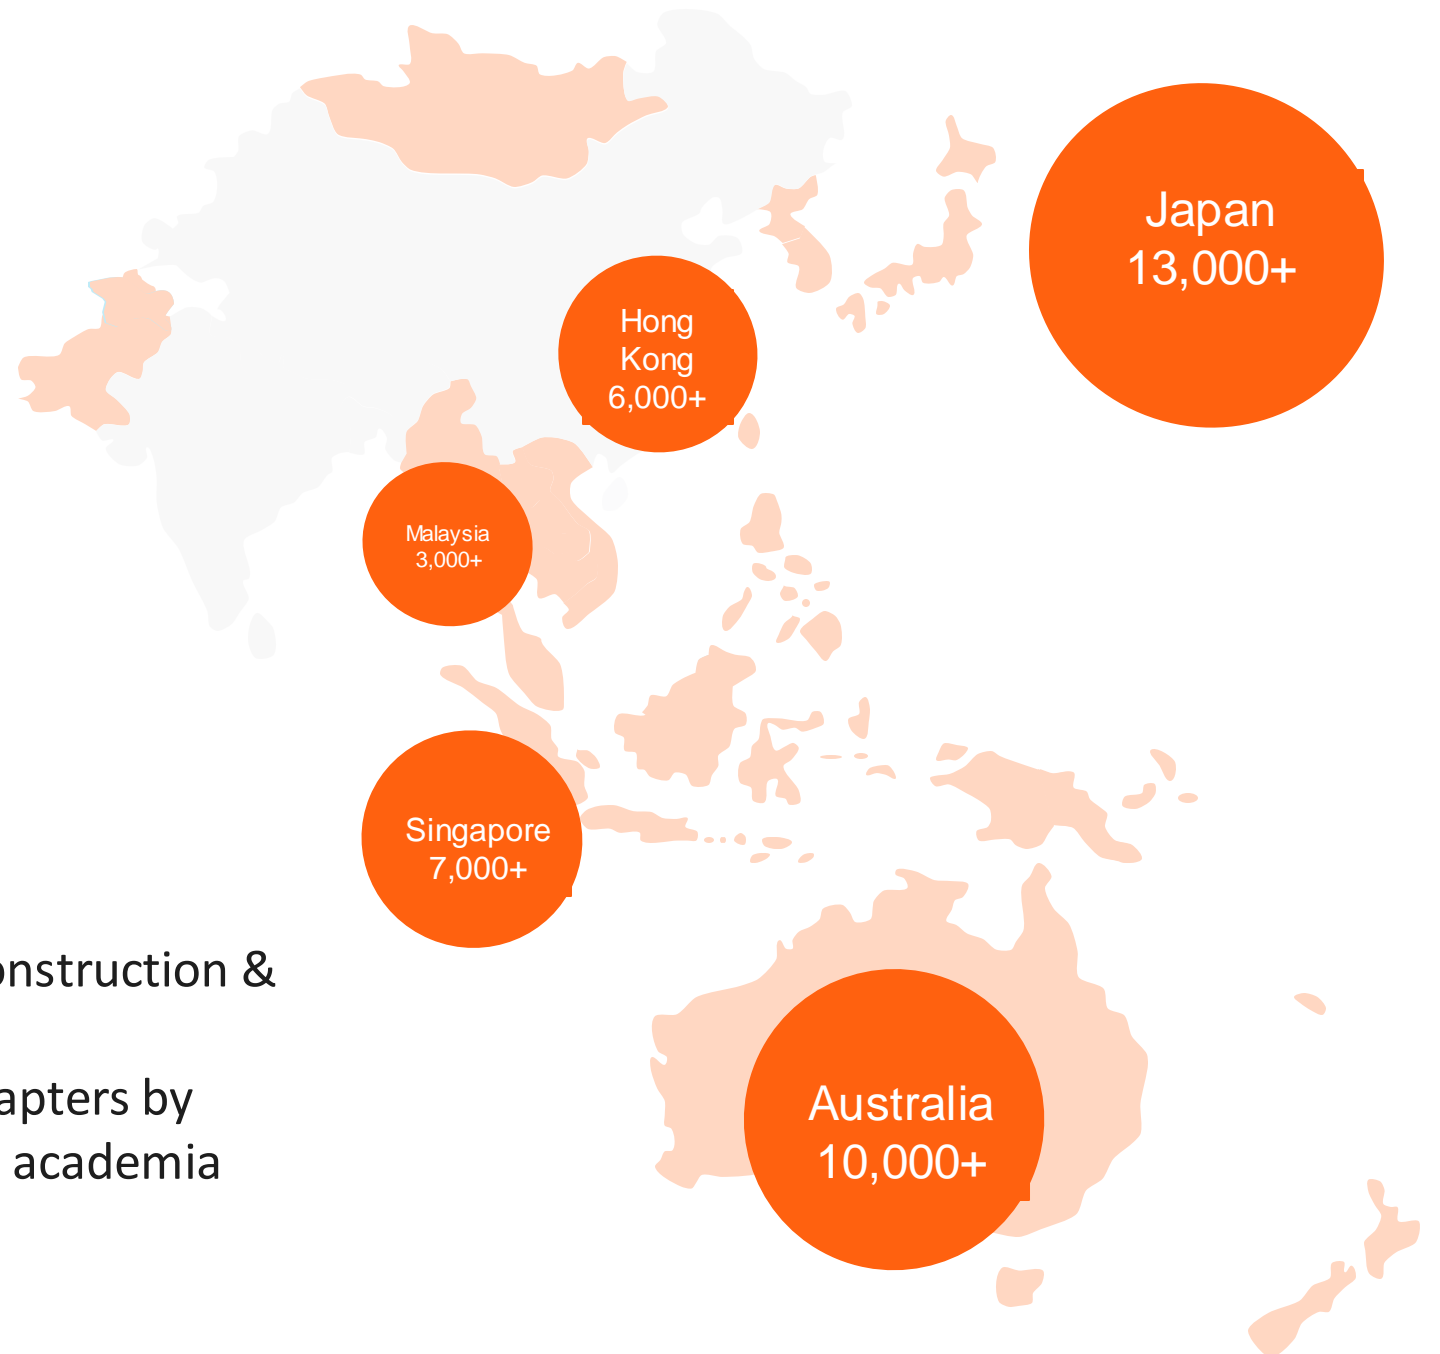 Japan
13,000+
Hong
Kong
6,000+
Malaysia
3,000+
Singapore
7,000+
onstruction &
apters by
academia
Australia
10,000+